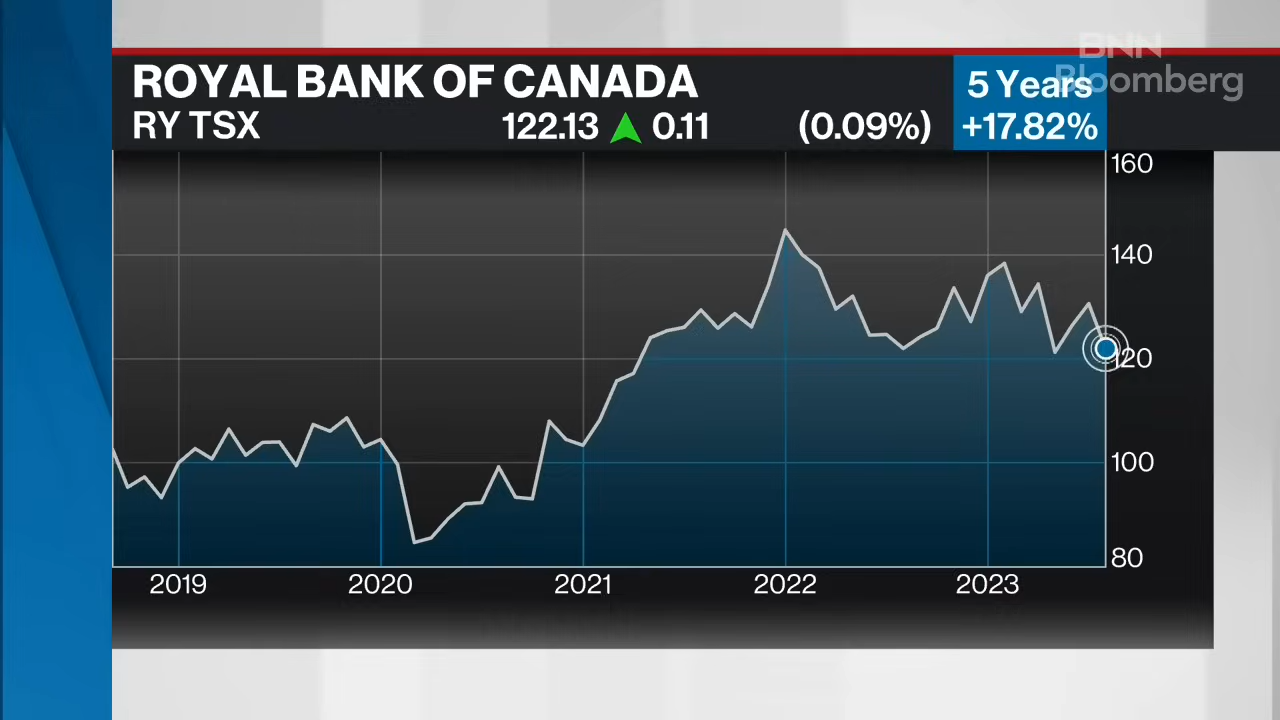 BNN
Bloomberg
ROYAL BANK OF CANADA
RY TSX 122.13 ▲ 0.11 (0.09%)
5 Years
+17.82%
160
140
120
100
80
2019 2020 2021 2022 2023